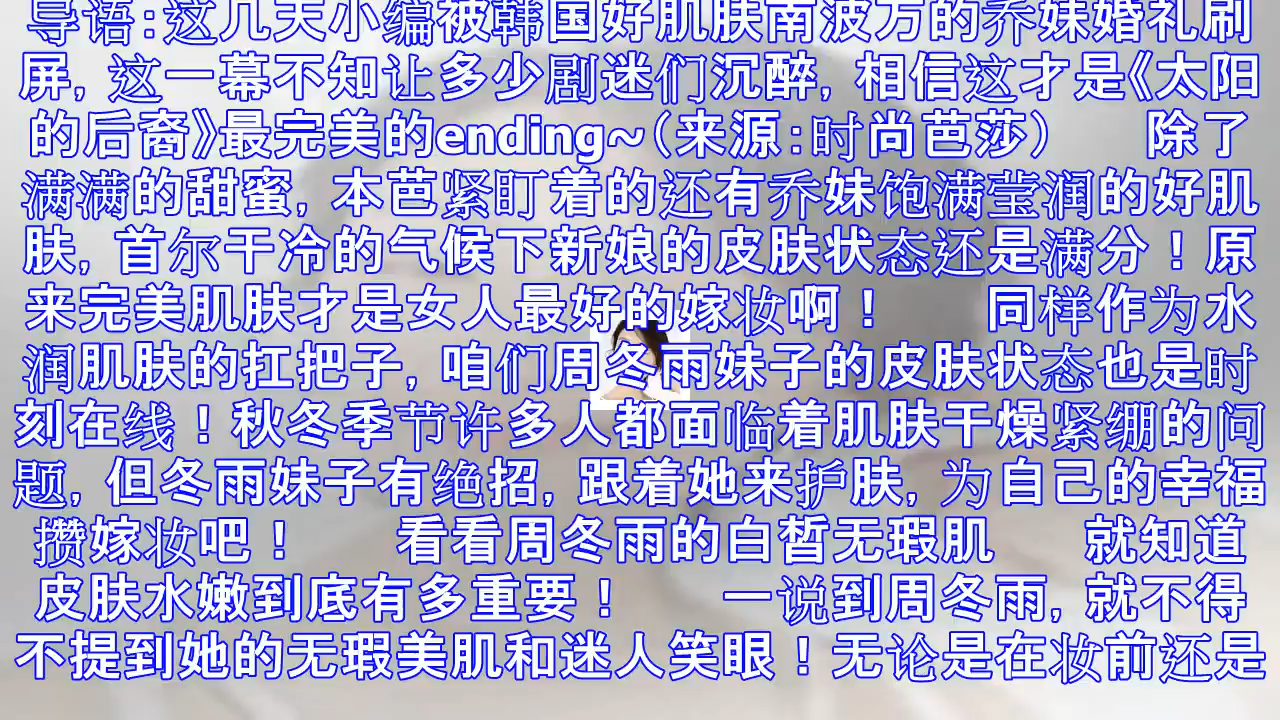 导语:这几天小编被韩国好肌肤南波万的乔妹婚礼刷
屏, 这一幕不知让多少剧迷们沉醉, 相信这才是《太阳
的后裔》最完美的ending~(来源:时尚芭莎) 除了
满满的甜蜜, 本芭紧盯着的还有乔妹饱满莹润的好肌
肤, 首尔干冷的气候下新娘的皮肤状态还是满分！原
来完美肌肤才是女人最好的嫁妆啊！ 同样作为水
润肌肤的扛把子, 咱们周冬雨妹子的皮肤状态也是时
刻在线！秋冬季节许多人都面临着肌肤干燥紧绷的问
题, 但冬雨妹子有绝招, 跟着她来护肤, 为自己的幸福
攒嫁妆吧！ 看看周冬雨的白皙无瑕肌 就知道
皮肤水嫩到底有多重要！ 一说到周冬雨, 就不得
不提到她的无瑕美肌和迷人笑眼！无论是在妆前还是